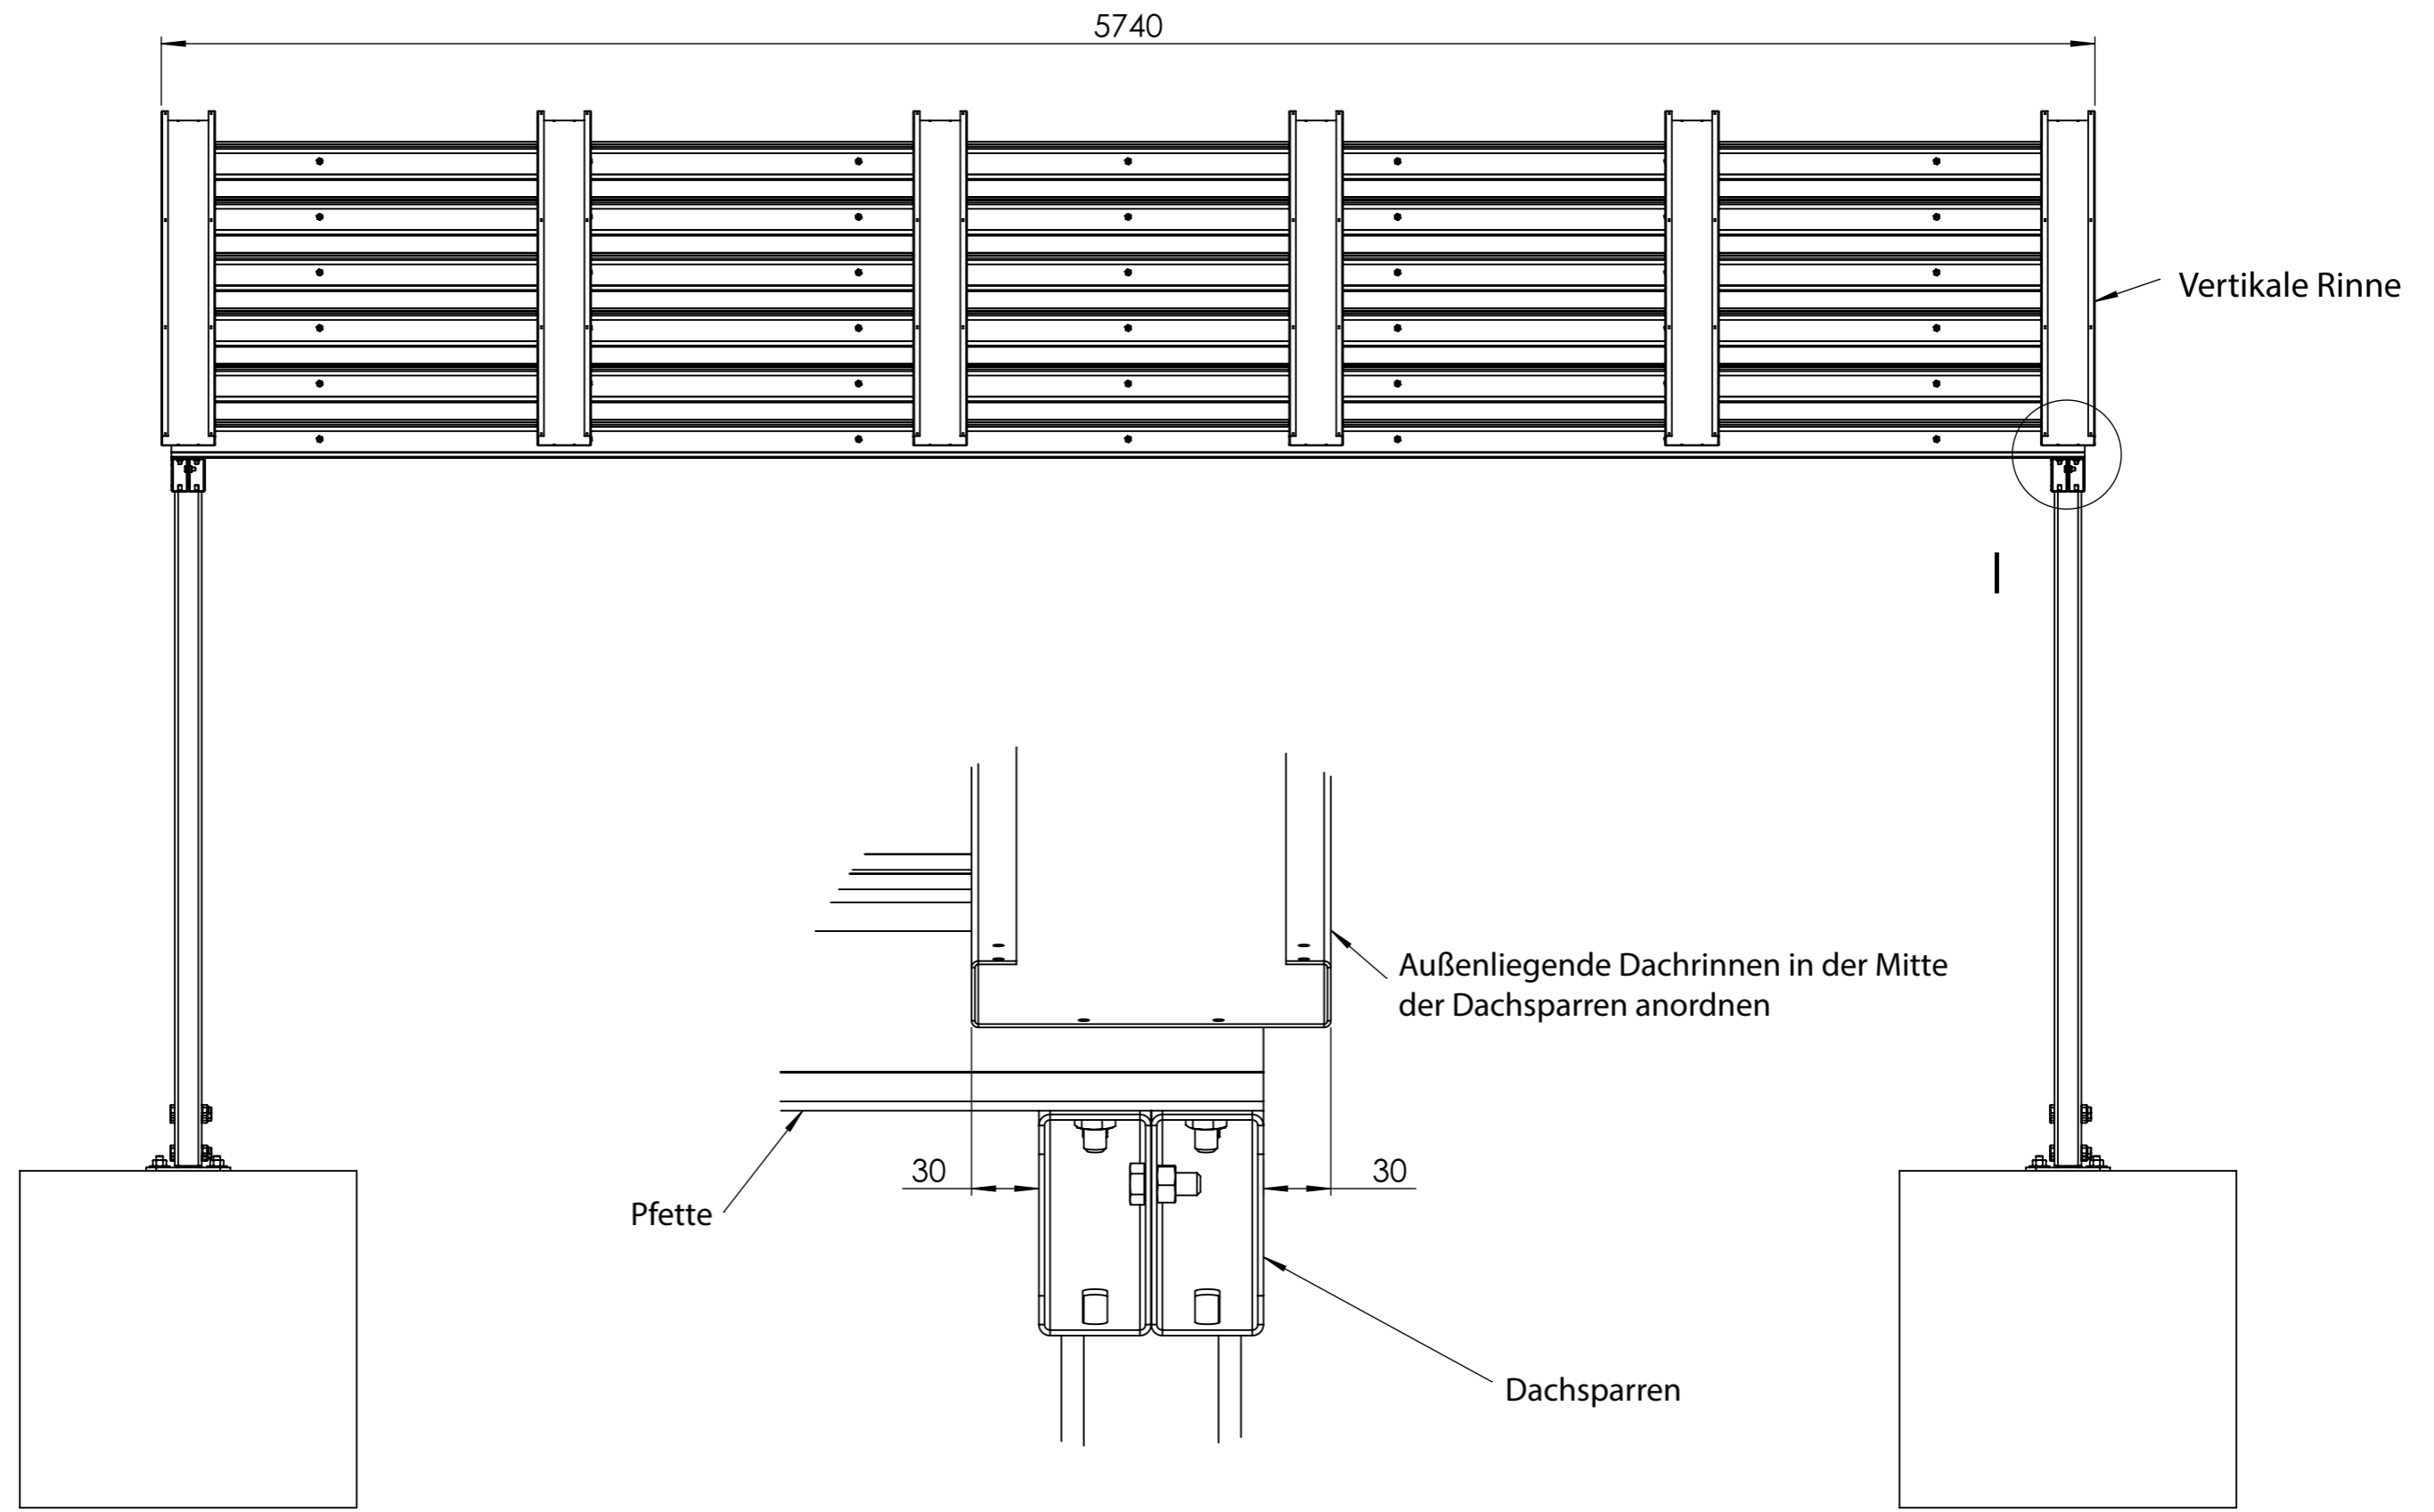 5740
Vertikale Rinne
I
Außenliegende Dachrinnen in der Mitte
der Dachsparren anordnen
30
30
Pfette
Dachsparren